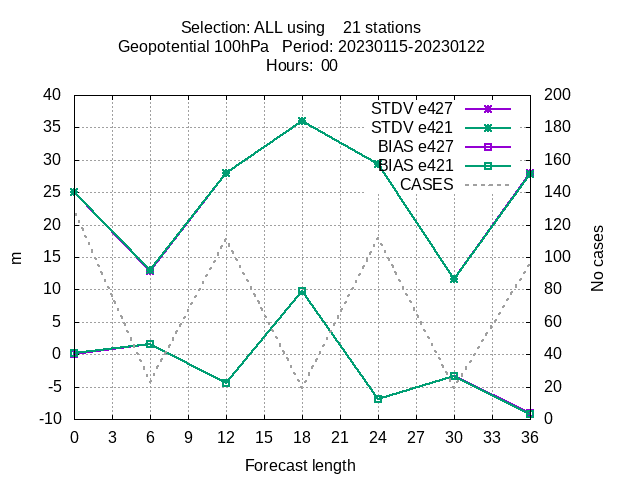 Selection: ALL using    21 stations
Geopotential 100hPa   Period: 20230115-20230122
Hours:  00
STDV e427
STDV e421
BIAS e427
BIAS e421
CASES
40
35
30
25
20
15
10
5
0
-5
-10
m
200
180
160
140
120
100
80
60
40
20
0
No cases
0 3 6 9 12 15 18 21 24 27 30 33 36
Forecast length